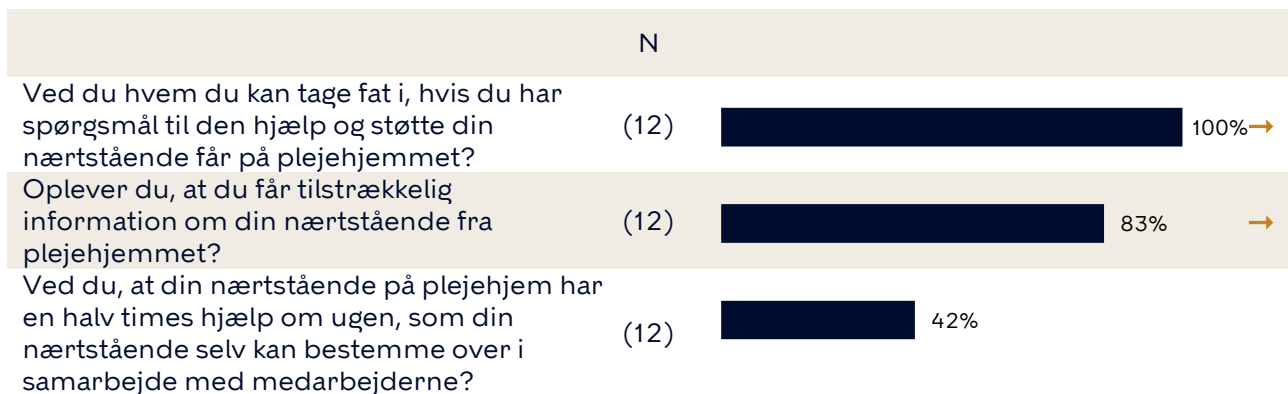 N
Ved du hvem du kan tage fat i, hvis du har
spørgsmål til den hjælp og støtte din
nærtstående får på plejehjemmet?
(12)
100%→
Oplever du, at du får tilstrækkelig
information om din nærtstående fra
plejehjemmet?
(12)
83%
→
Ved du, at din nærtstående på plejehjem har
en halv times hjælp om ugen, som din
nærtstående selv kan bestemme over i
samarbejde med medarbejderne?
(12)
42%